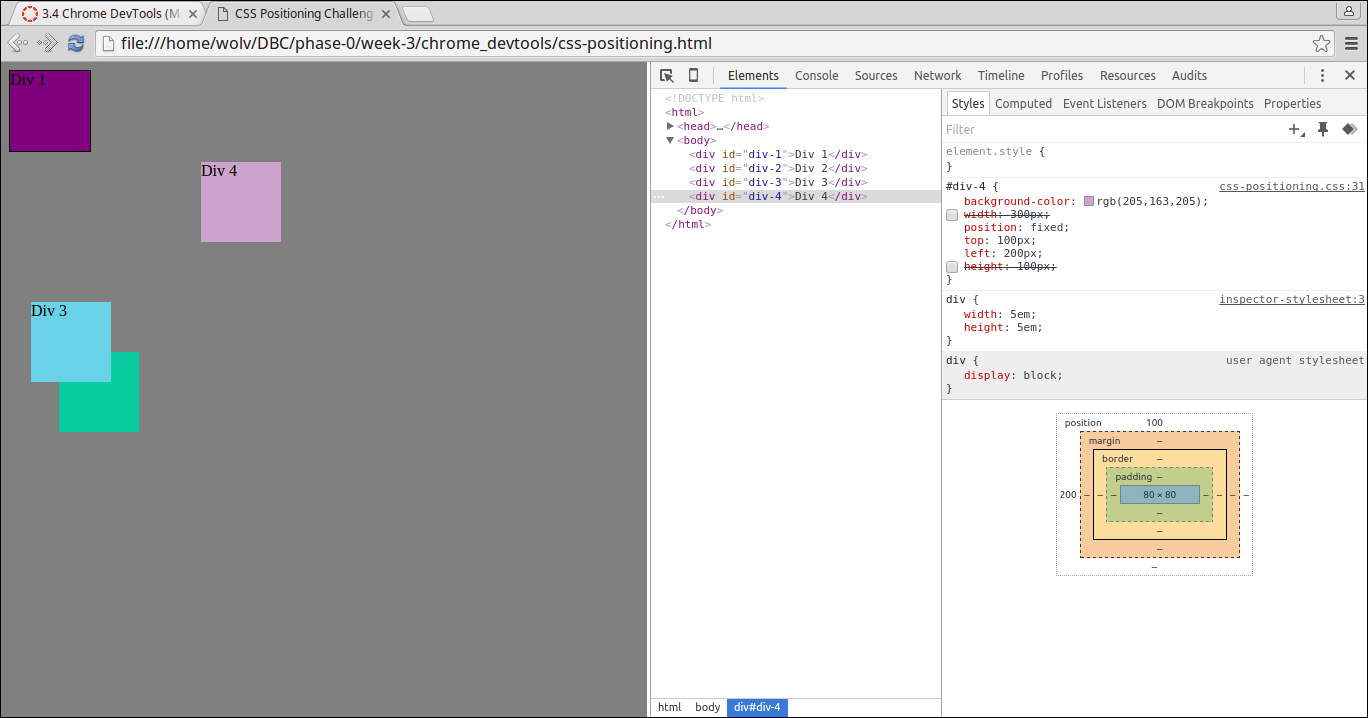 3.4 Chrome DevTools (M
CSS Positioning Challeng
file:///home/wolv/DBC/phase-0/week-3/chrome_devtools/css-positioning.html
Div 1
Div 4
Div 3
Elements Console Sources Network Timeline Profiles Resources Audits
<!DOCTYPE html>
<html>
<head>…</head>
<body>
<div id="div-1">Div 1</div>
<div id="div-2">Div 2</div>
<div id="div-3">Div 3</div>
<div id="div-4">Div 4</div>
</body>
</html>
html body div#div-4
Styles Computed Event Listeners DOM Breakpoints Properties
Filter
element.style {
}
#div-4 { css-positioning.css:31
background-color: rgb(205,163,205);
width: 300px;
position: fixed;
top: 100px;
left: 200px;
height: 100px;
}
div { inspector-stylesheet:3
width: 5em;
height: 5em;
}
div { user agent stylesheet
display: block;
}
position 100
margin –
border –
padding –
200 – – – 80 × 80 – – – –
–
–
–
–